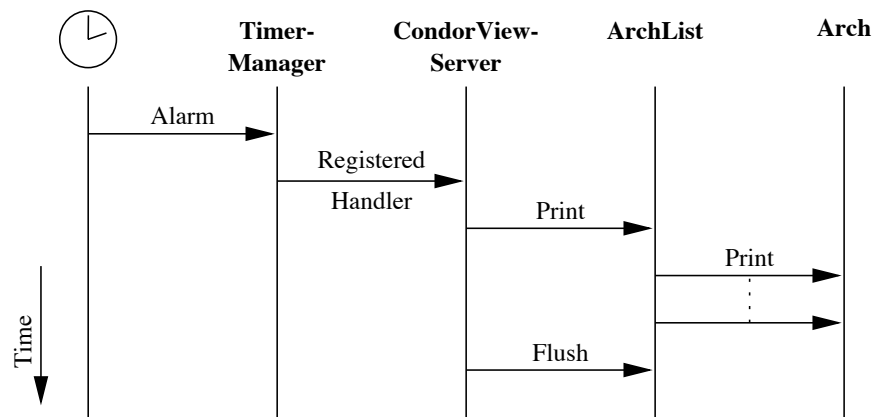 Timer-
Manager
CondorView-
Server
ArchList
Arch
Alarm
Registered
Handler
Print
Print
Flush
Time